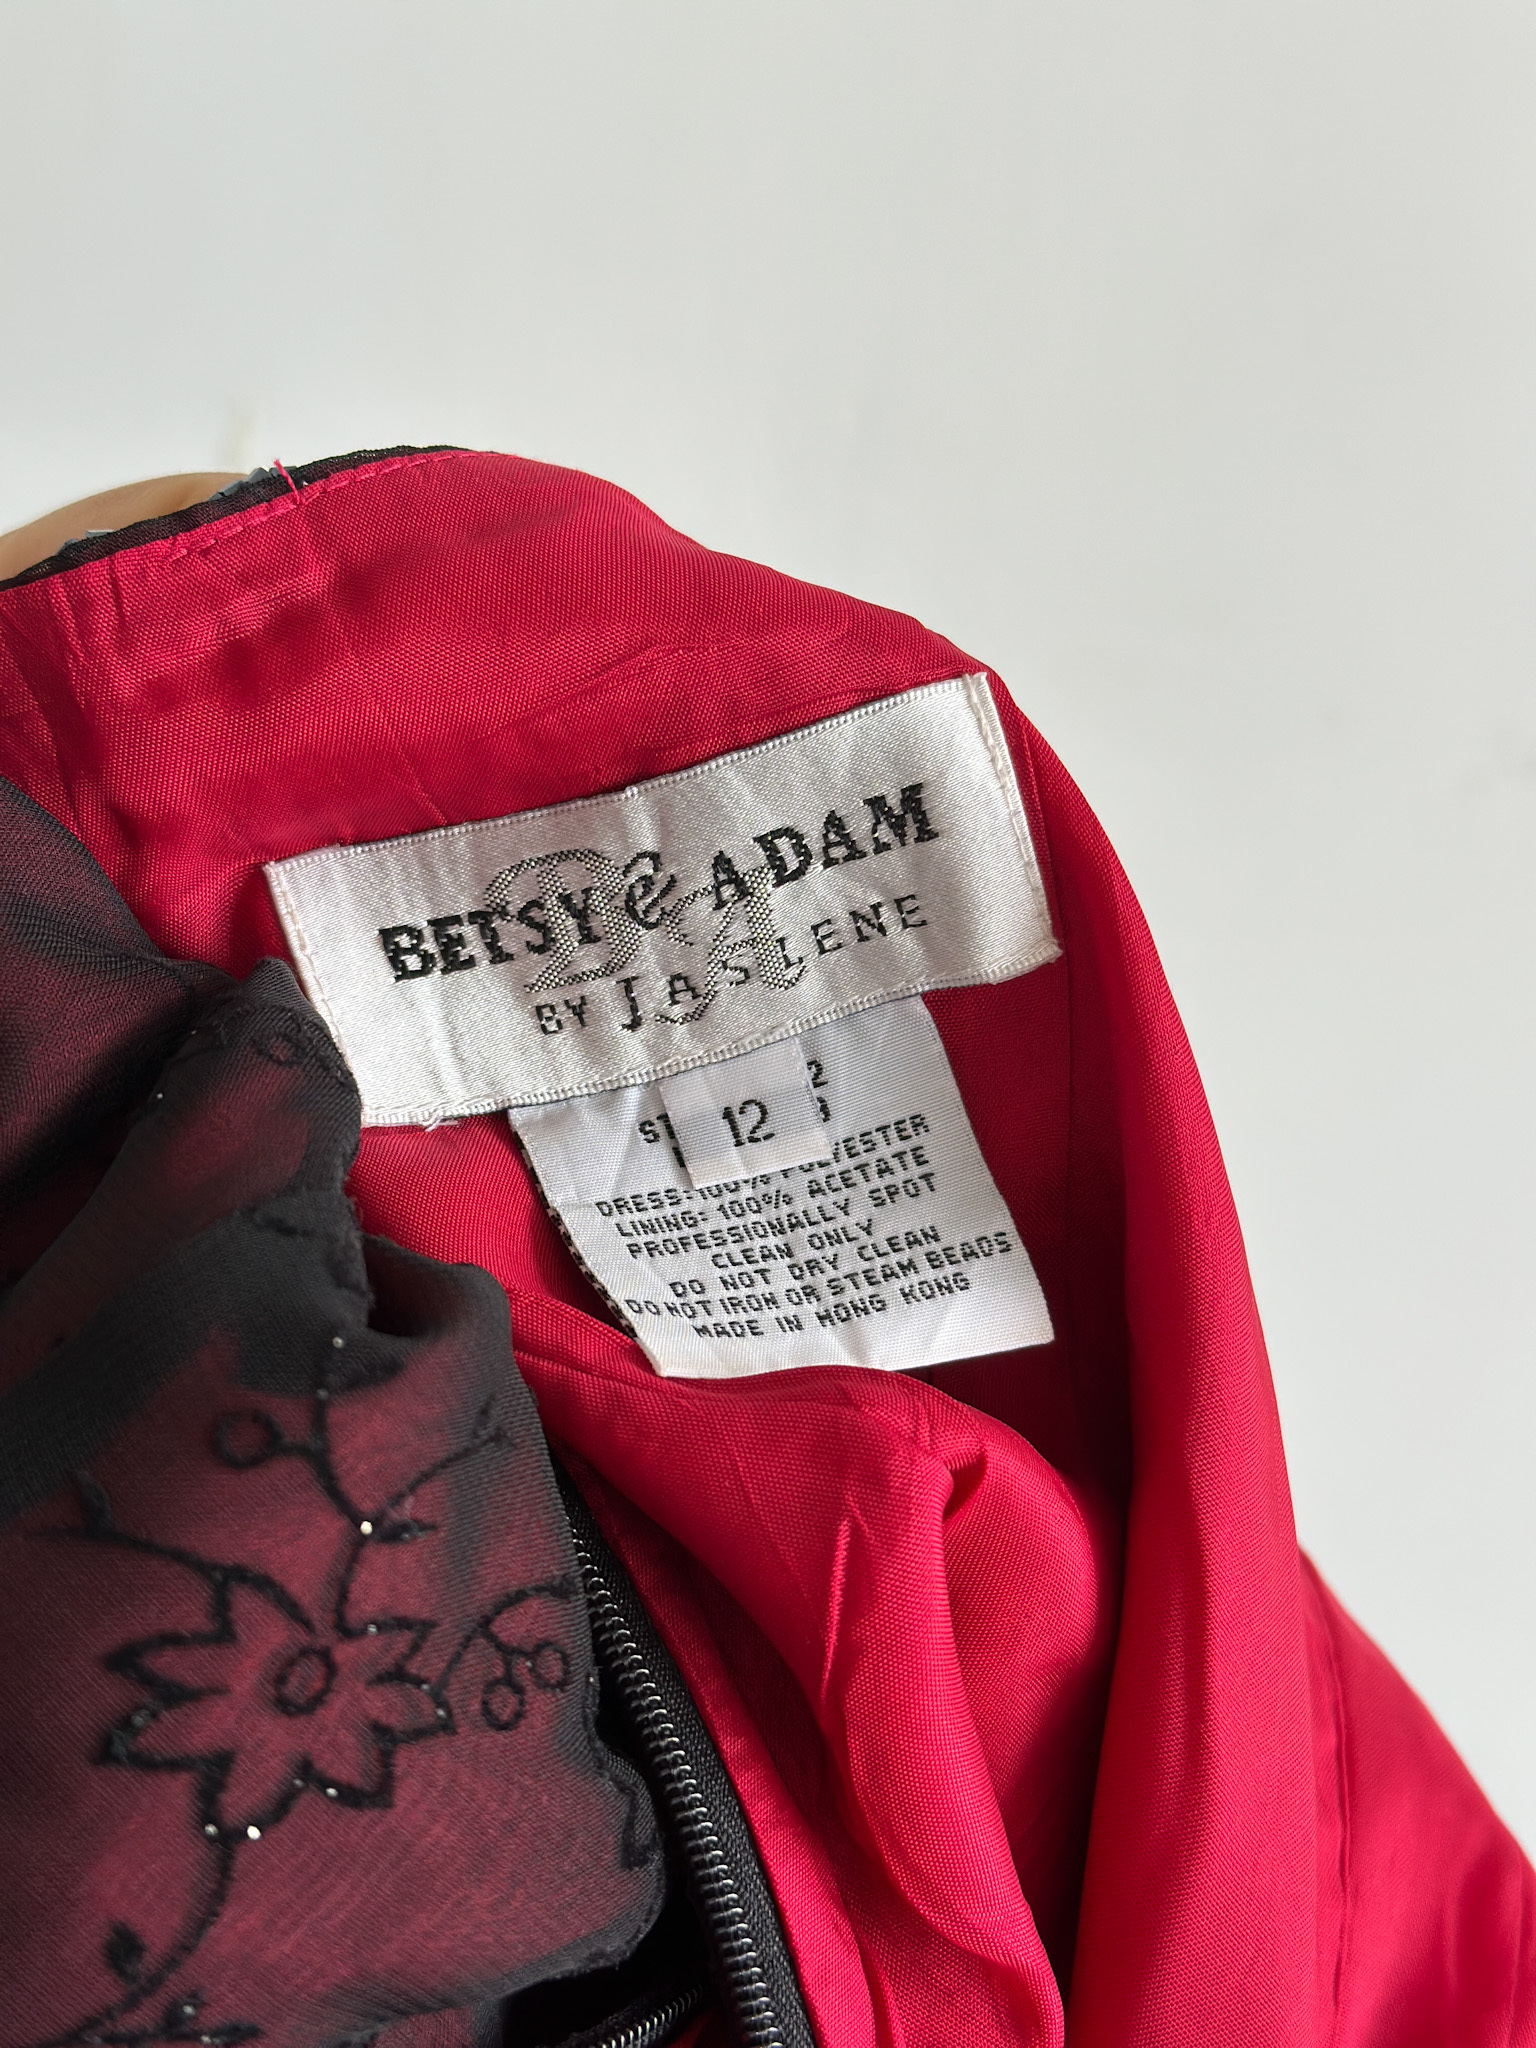 BETSY & ADAM
BY JASLENE
12
DRESS: 100% POLYESTER
LINING: 100% ACETATE
PROFESSIONALLY SPOT
CLEAN ONLY
DO NOT DRY CLEAN
DO NOT IRON OR STEAM BEADS
MADE IN HONG KONG